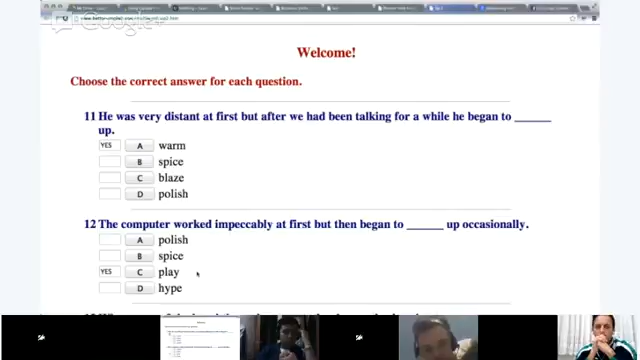 Welcome!
Choose the correct answer for each question.
11 He was very distant at first but after we had been talking for a while he began to ______
up.
YES A warm
B spice
C blaze
D polish
12 The computer worked impeccably at first but then began to ______ up occasionally.
A polish
B spice
YES C play
D hype